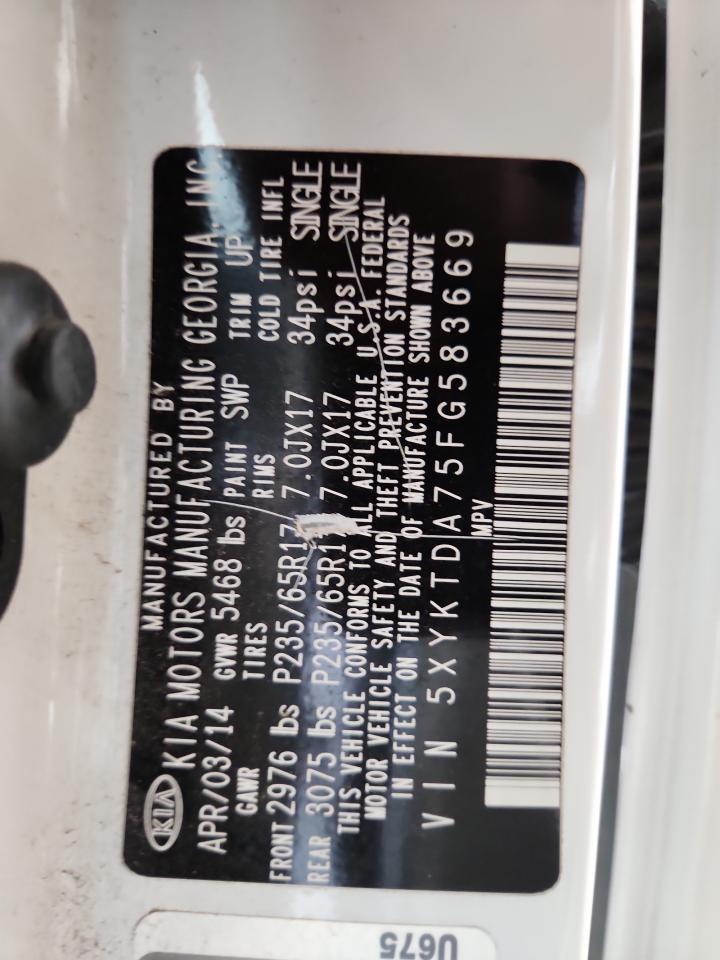 MANUFACTURED BY
KIA KIA MOTORS MANUFACTURING GEORGIA, INC.
APR/03/14 GVWR 5468 lbs PAINT SWP TRIM UP
GAWR TIRES RIMS COLD TIRE INFL
FRONT 2976 lbs P235/65R17 7.0JX17 34psi SINGLE
REAR 3075 lbs P235/65R17 7.0JX17 34psi SINGLE
THIS VEHICLE CONFORMS TO ALL APPLICABLE U.S.A. FEDERAL
MOTOR VEHICLE SAFETY AND THEFT PREVENTION STANDARDS
IN EFFECT ON THE DATE OF MANUFACTURE SHOWN ABOVE
VIN 5XYKTDA75FG583669
MPV
U675